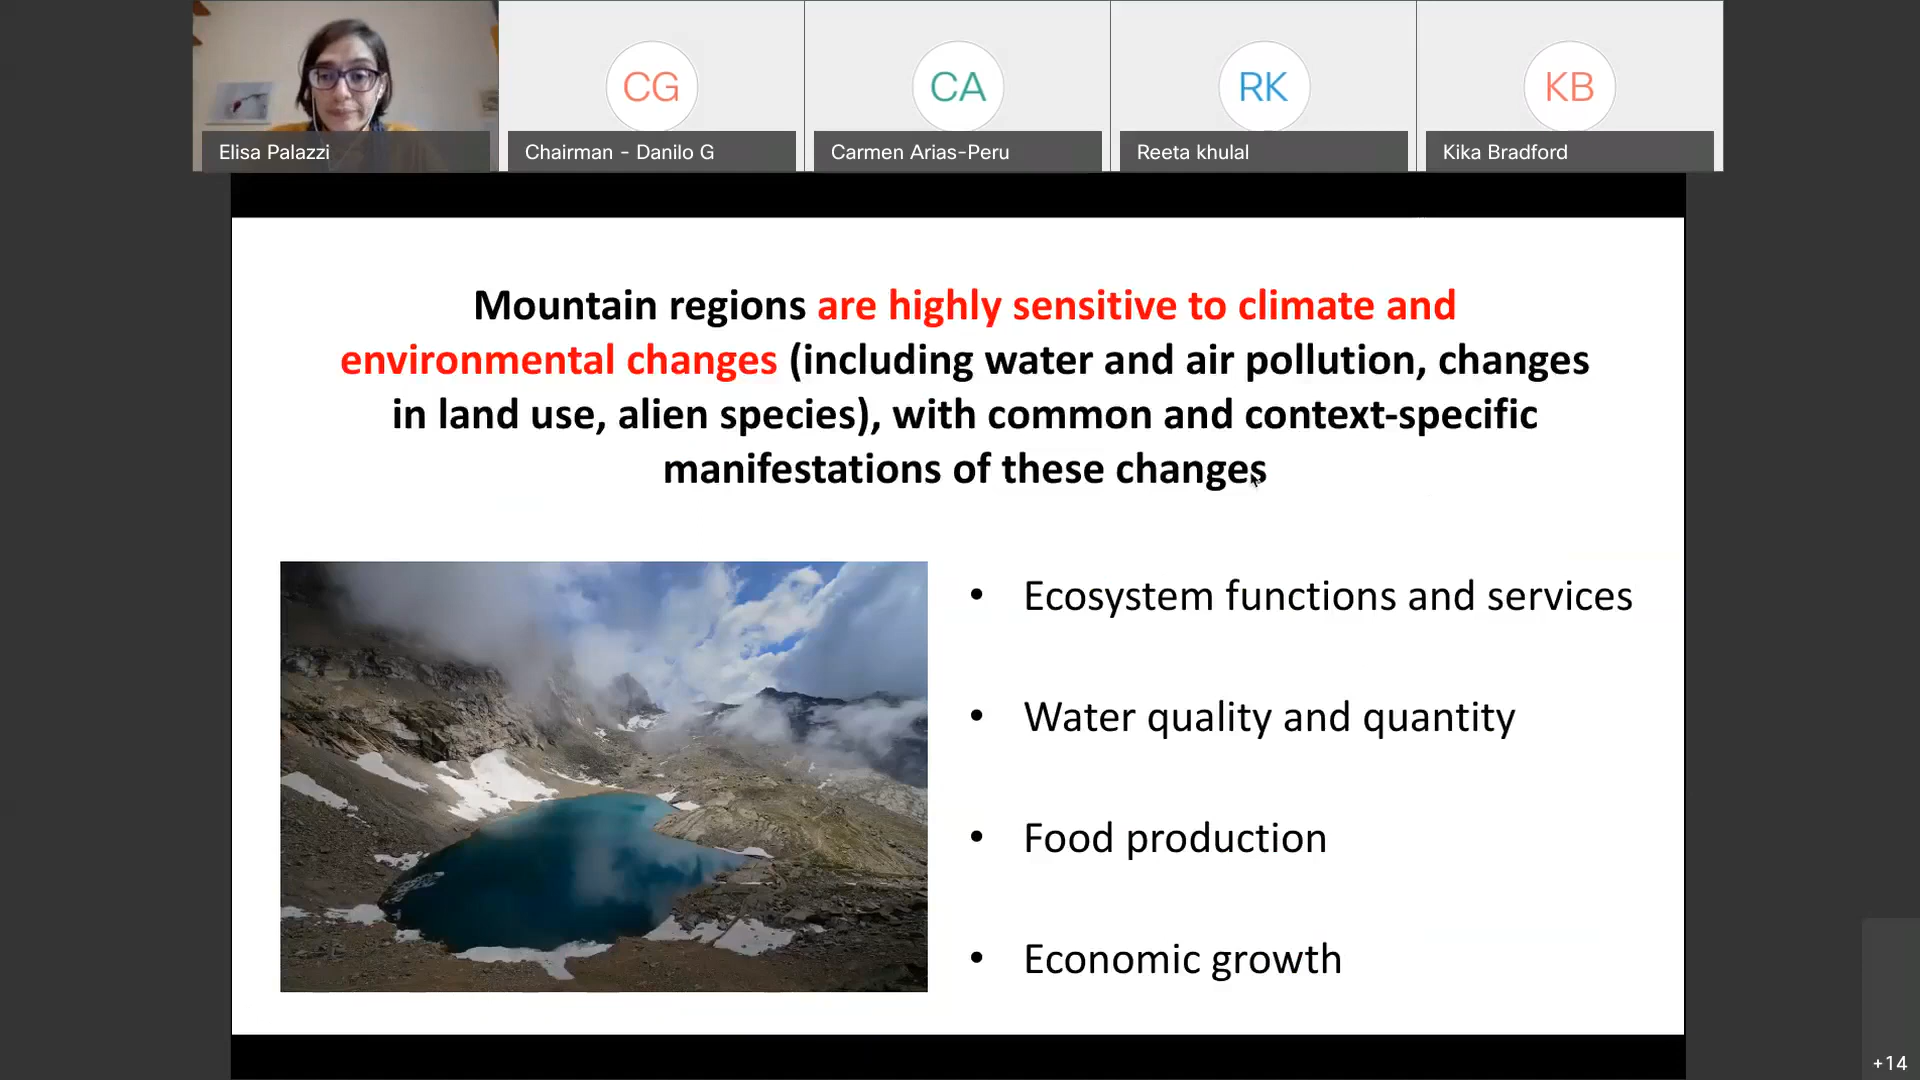 CG
CA
RK
KB
Elisa Palazzi
Chairman - Danilo G
Carmen Arias-Peru
Reeta khulal
Kika Bradford
Mountain regions are highly sensitive to climate and
environmental changes (including water and air pollution, changes
in land use, alien species), with common and context-specific
manifestations of these changes
• Ecosystem functions and services
• Water quality and quantity
• Food production
• Economic growth
+14